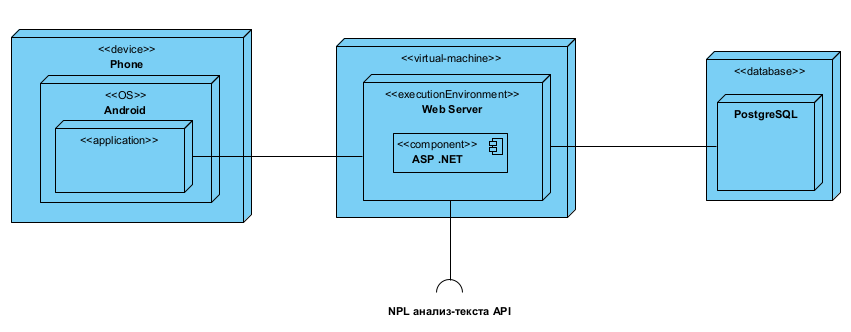 <<device>>
Phone
<<OS>>
Android
<<application>>
<<virtual-machine>>
<<executionEnvironment>>
Web Server
<<component>>
ASP .NET
<<database>>
PostgreSQL
NPL анализ-текста API